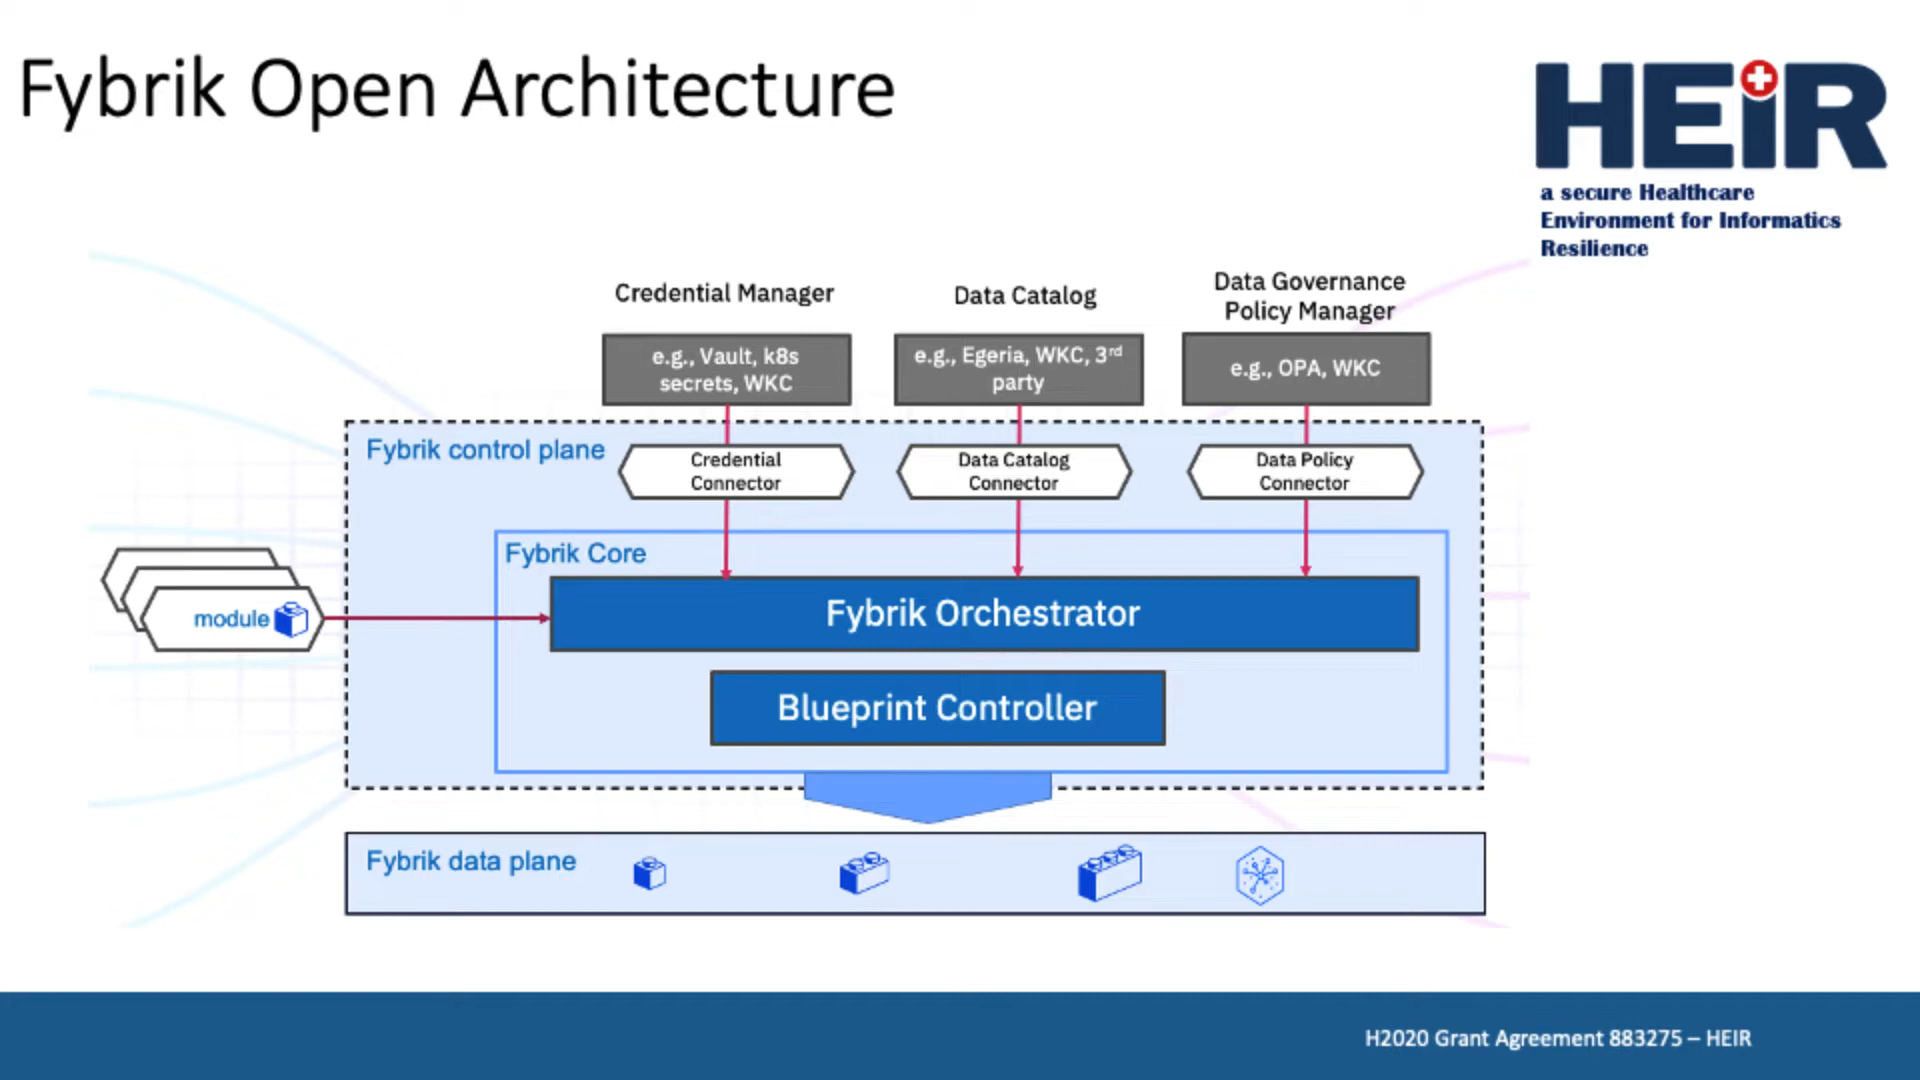 Fybrik Open Architecture
HEiR
a secure Healthcare
Environment for Informatics
Resilience
Credential Manager
Data Catalog
Data Governance
Policy Manager
e.g., Vault, k8s
secrets, WKC
e.g., Egeria, WKC, 3rd
party
e.g., OPA, WKC
Fybrik control plane
Credential
Connector
Data Catalog
Connector
Data Policy
Connector
Fybrik Core
module
Fybrik Orchestrator
Blueprint Controller
Fybrik data plane
H2020 Grant Agreement 883275 – HEIR